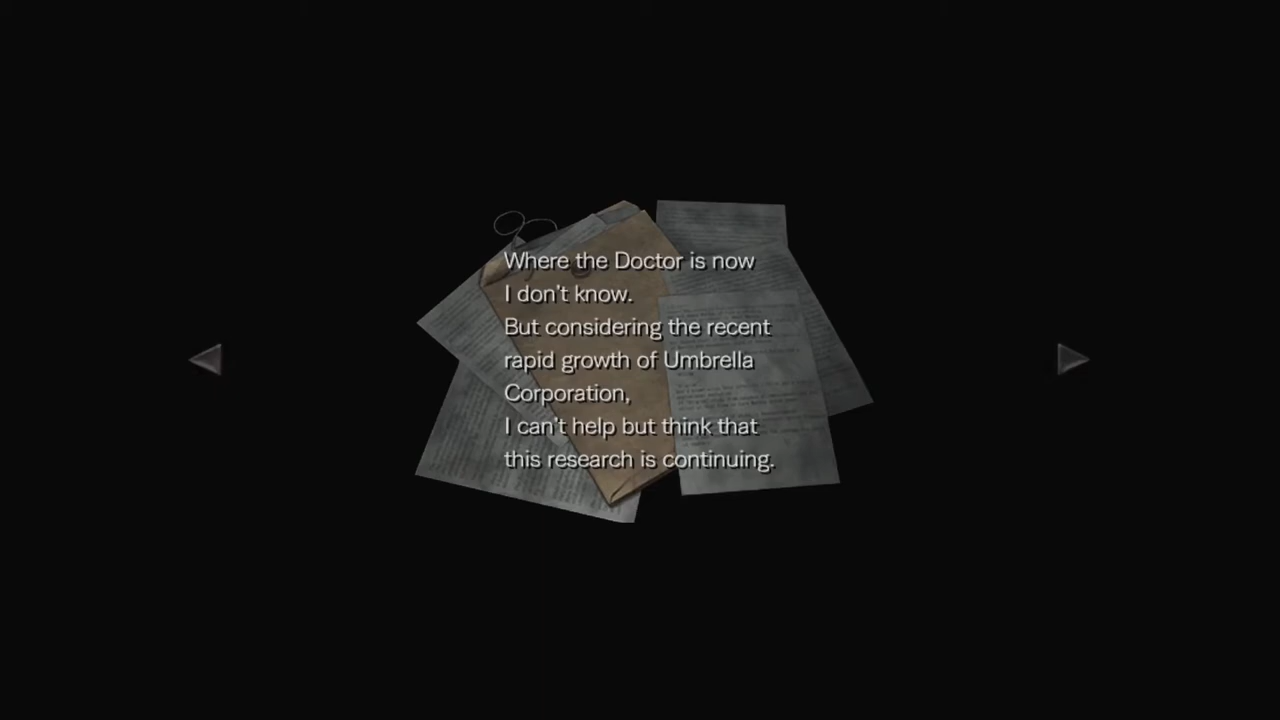 Where the Doctor is now
I don't know.
But considering the recent
rapid growth of Umbrella
Corporation,
I can't help but think that
this research is continuing.